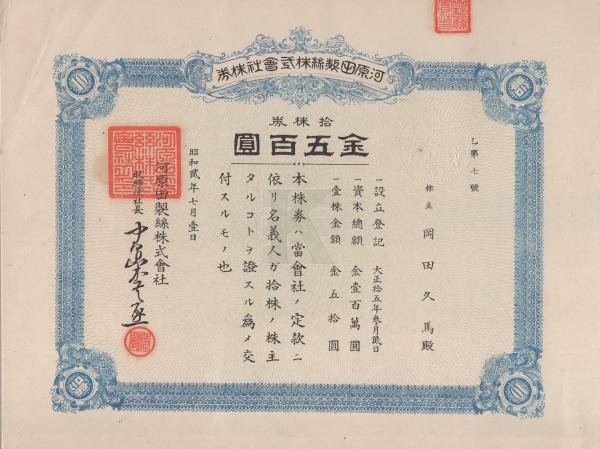 河原田製絲株式會社株券
拾株券
金五百圓
乙第七號
株主 岡田久馬殿
一設立登記 大正拾五年參月貳日
一資本總額 金壹百萬圓
一壹株金額 金五拾圓
本株券ハ當會社ノ定款ニ
依リ名義人ガ拾株ノ株主
タルコトヲ證スル爲メ交
付スルモノ也
昭和貳年七月壹日
河原田製絲株式會社
取締役社長